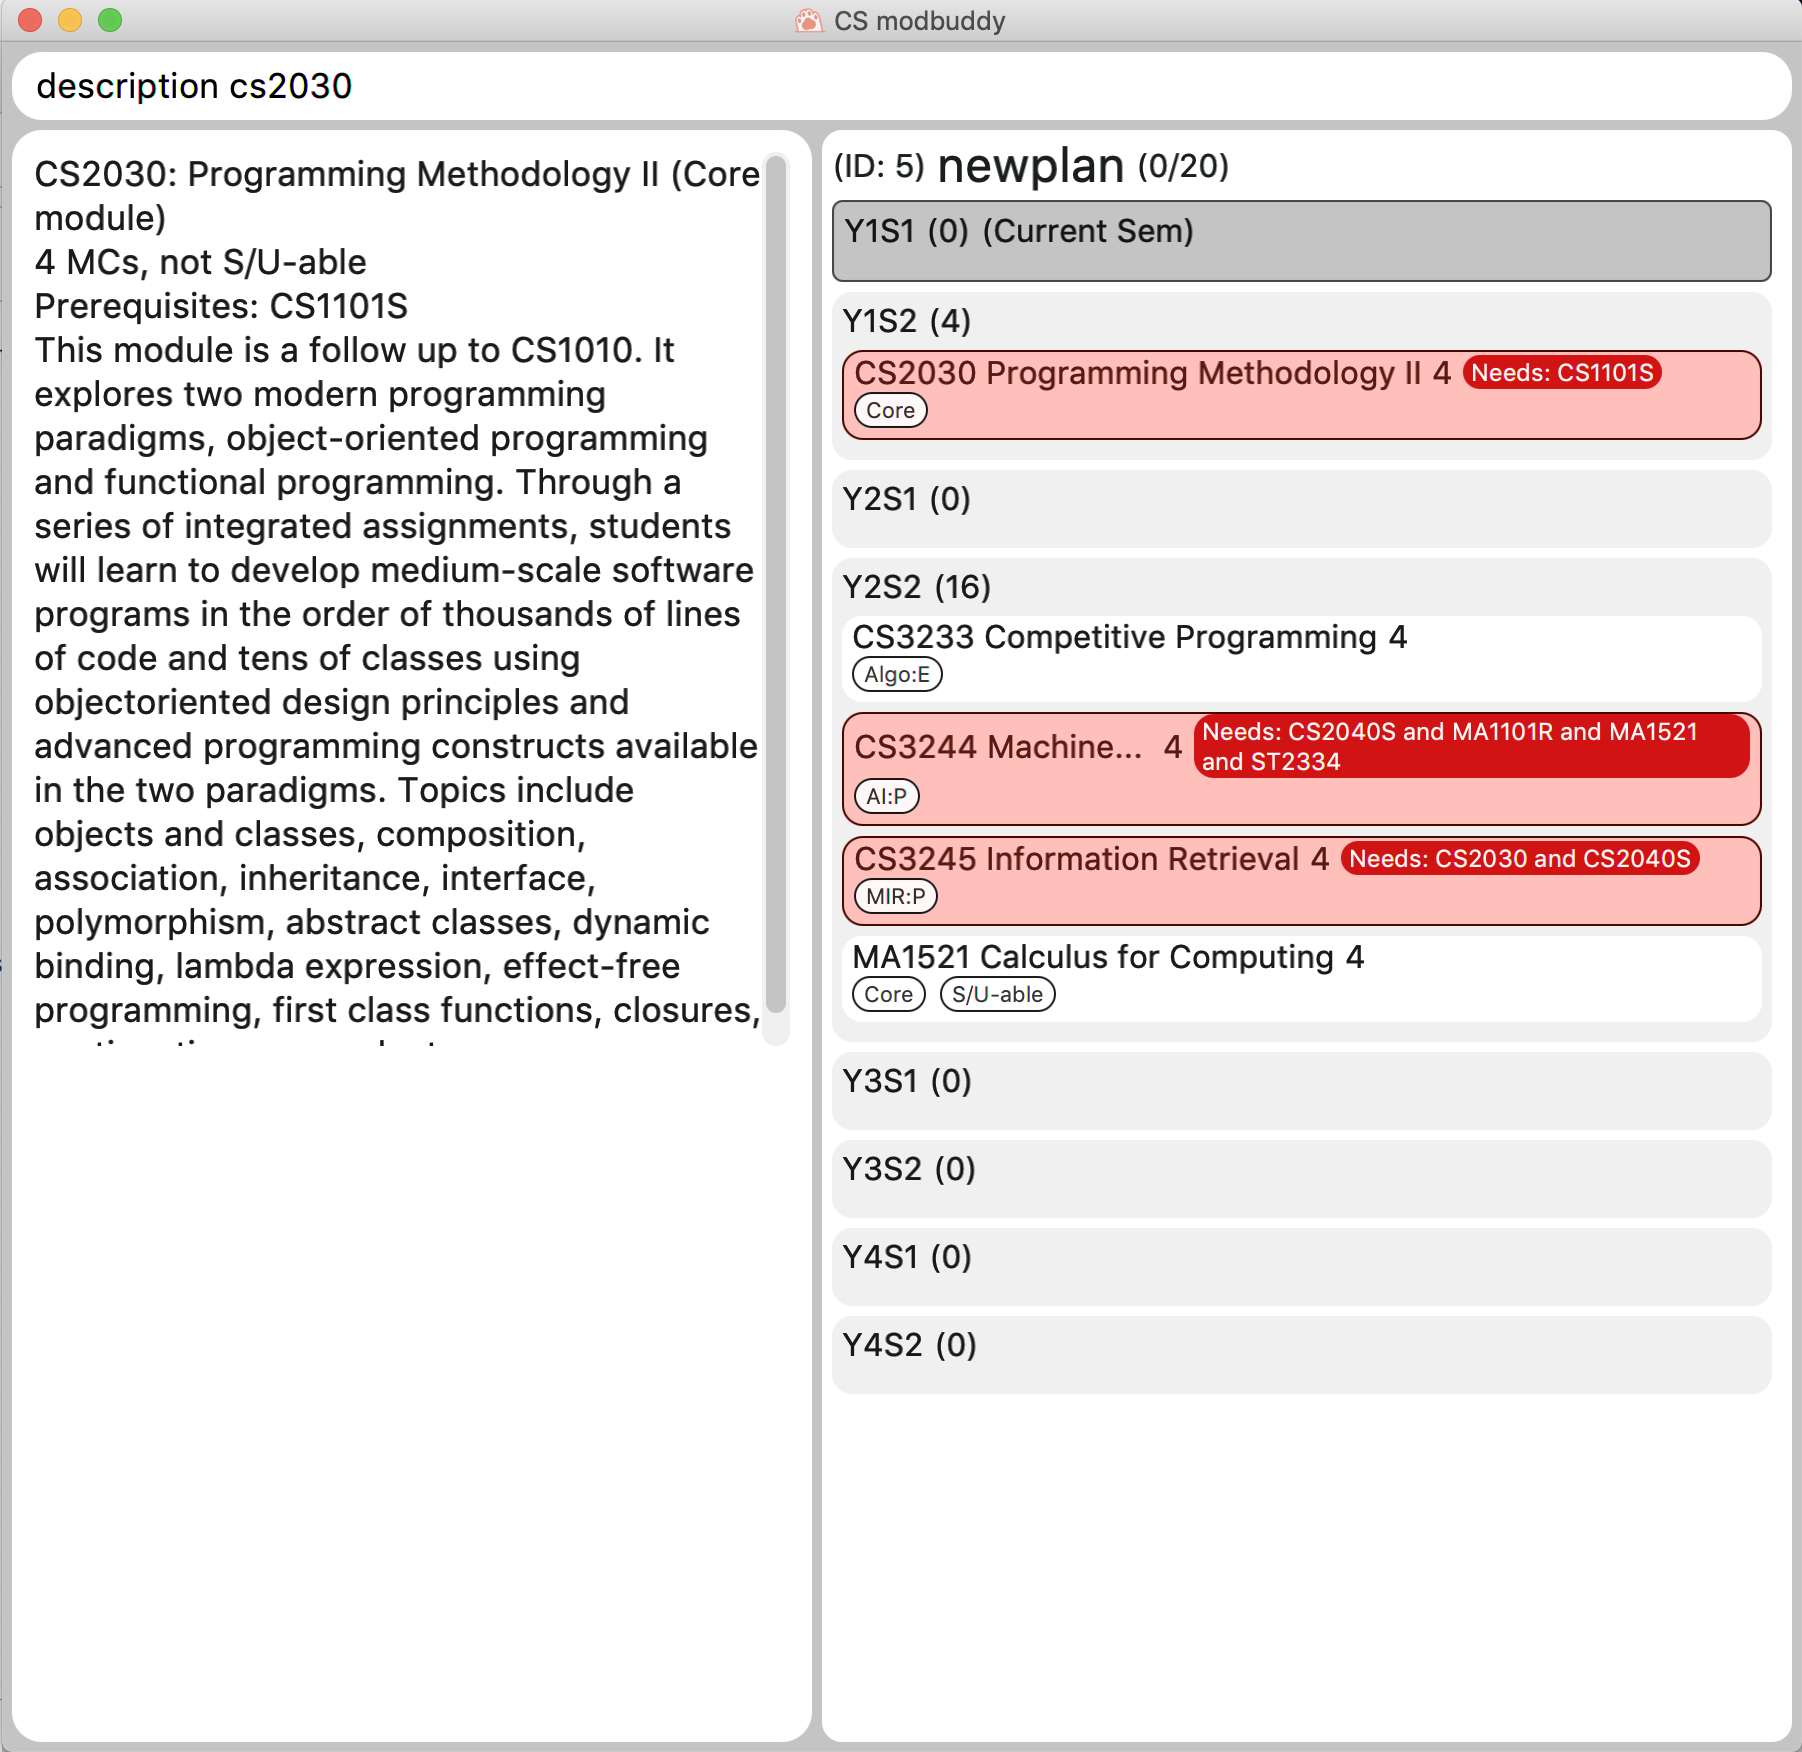 CS modbuddy
description cs2030
CS2030: Programming Methodology II (Core
module)
4 MCs, not S/U-able
Prerequisites: CS1101S
This module is a follow up to CS1010. It
explores two modern programming
paradigms, object-oriented programming
and functional programming. Through a
series of integrated assignments, students
will learn to develop medium-scale software
programs in the order of thousands of lines
of code and tens of classes using
objectoriented design principles and
advanced programming constructs available
in the two paradigms. Topics include
objects and classes, composition,
association, inheritance, interface,
polymorphism, abstract classes, dynamic
binding, lambda expression, effect-free
programming, first class functions, closures,
(ID: 5) newplan (0/20)
Y1S1 (0) (Current Sem)
Y1S2 (4)
CS2030 Programming Methodology II 4 Needs: CS1101S
Core
Y2S1 (0)
Y2S2 (16)
CS3233 Competitive Programming 4
Algo:E
CS3244 Machine... 4 Needs: CS2040S and MA1101R and MA1521
and ST2334
AI:P
CS3245 Information Retrieval 4 Needs: CS2030 and CS2040S
MIR:P
MA1521 Calculus for Computing 4
Core S/U-able
Y3S1 (0)
Y3S2 (0)
Y4S1 (0)
Y4S2 (0)